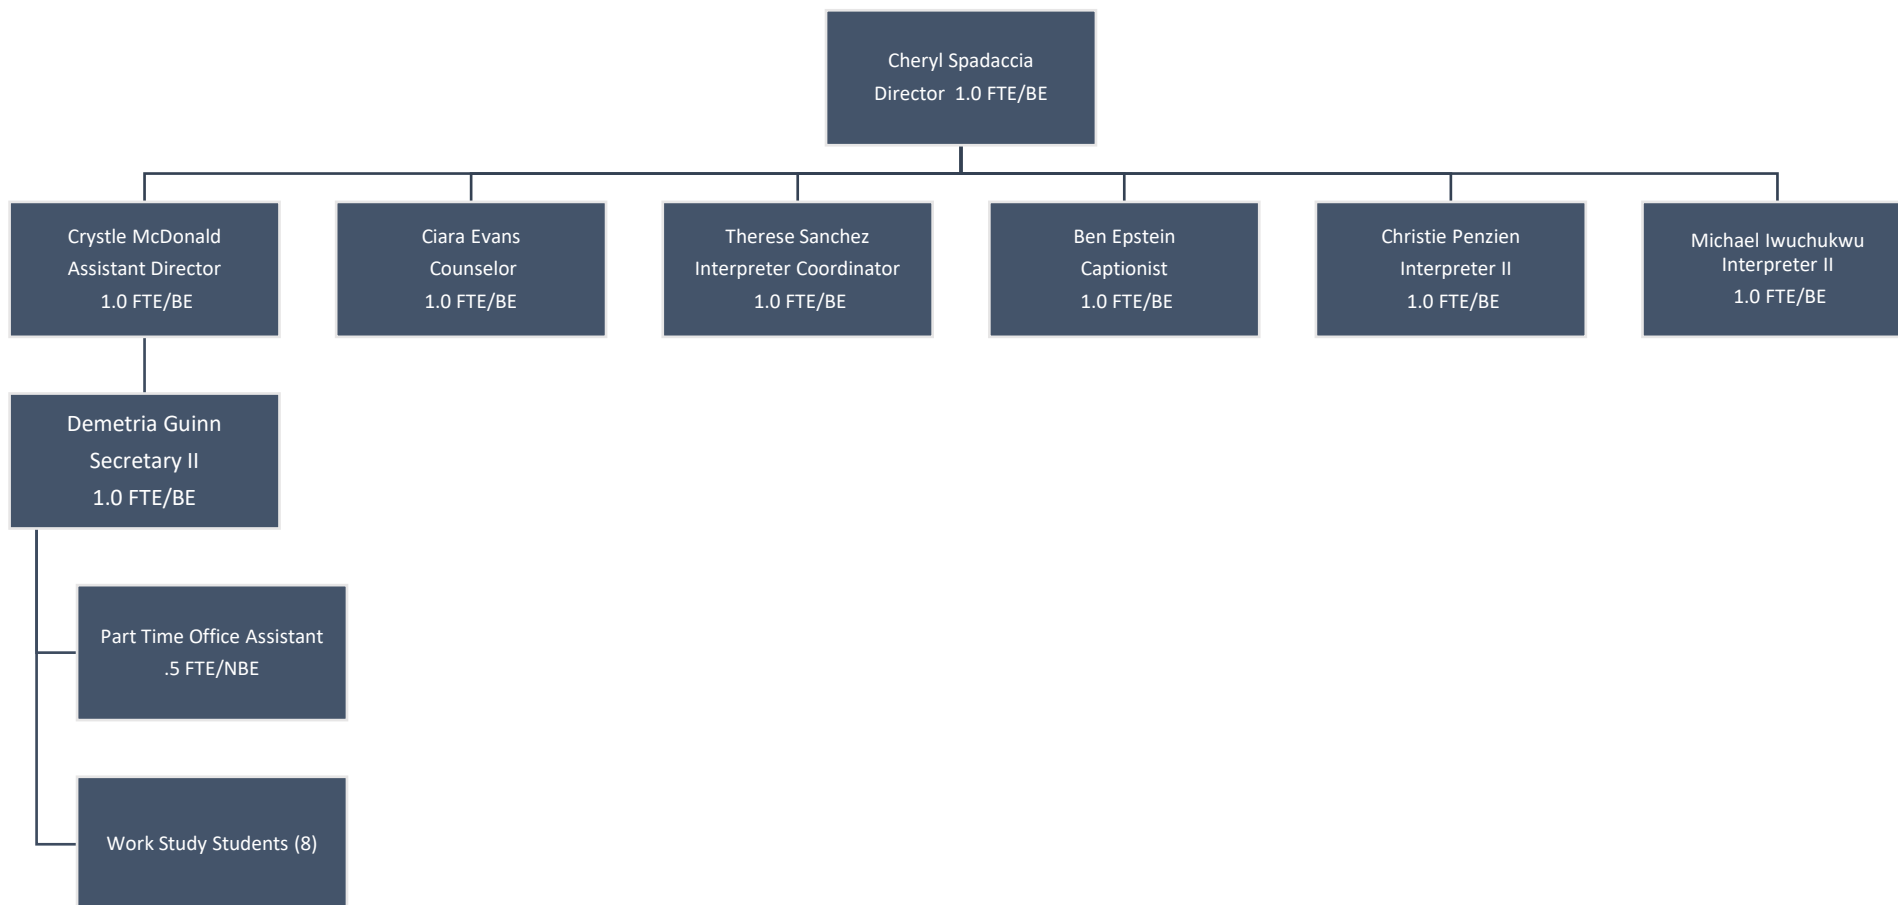 Cheryl Spadaccia
Director 1.0 FTE/BE
Crystle McDonald
Assistant Director
1.0 FTE/BE
Ciara Evans
Counselor
1.0 FTE/BE
Therese Sanchez
Interpreter Coordinator
1.0 FTE/BE
Ben Epstein
Captionist
1.0 FTE/BE
Christie Penzien
Interpreter II
1.0 FTE/BE
Michael Iwuchukwu
Interpreter II
1.0 FTE/BE
Demetria Guinn
Secretary II
1.0 FTE/BE
Part Time Office Assistant
.5 FTE/NBE
Work Study Students (8)